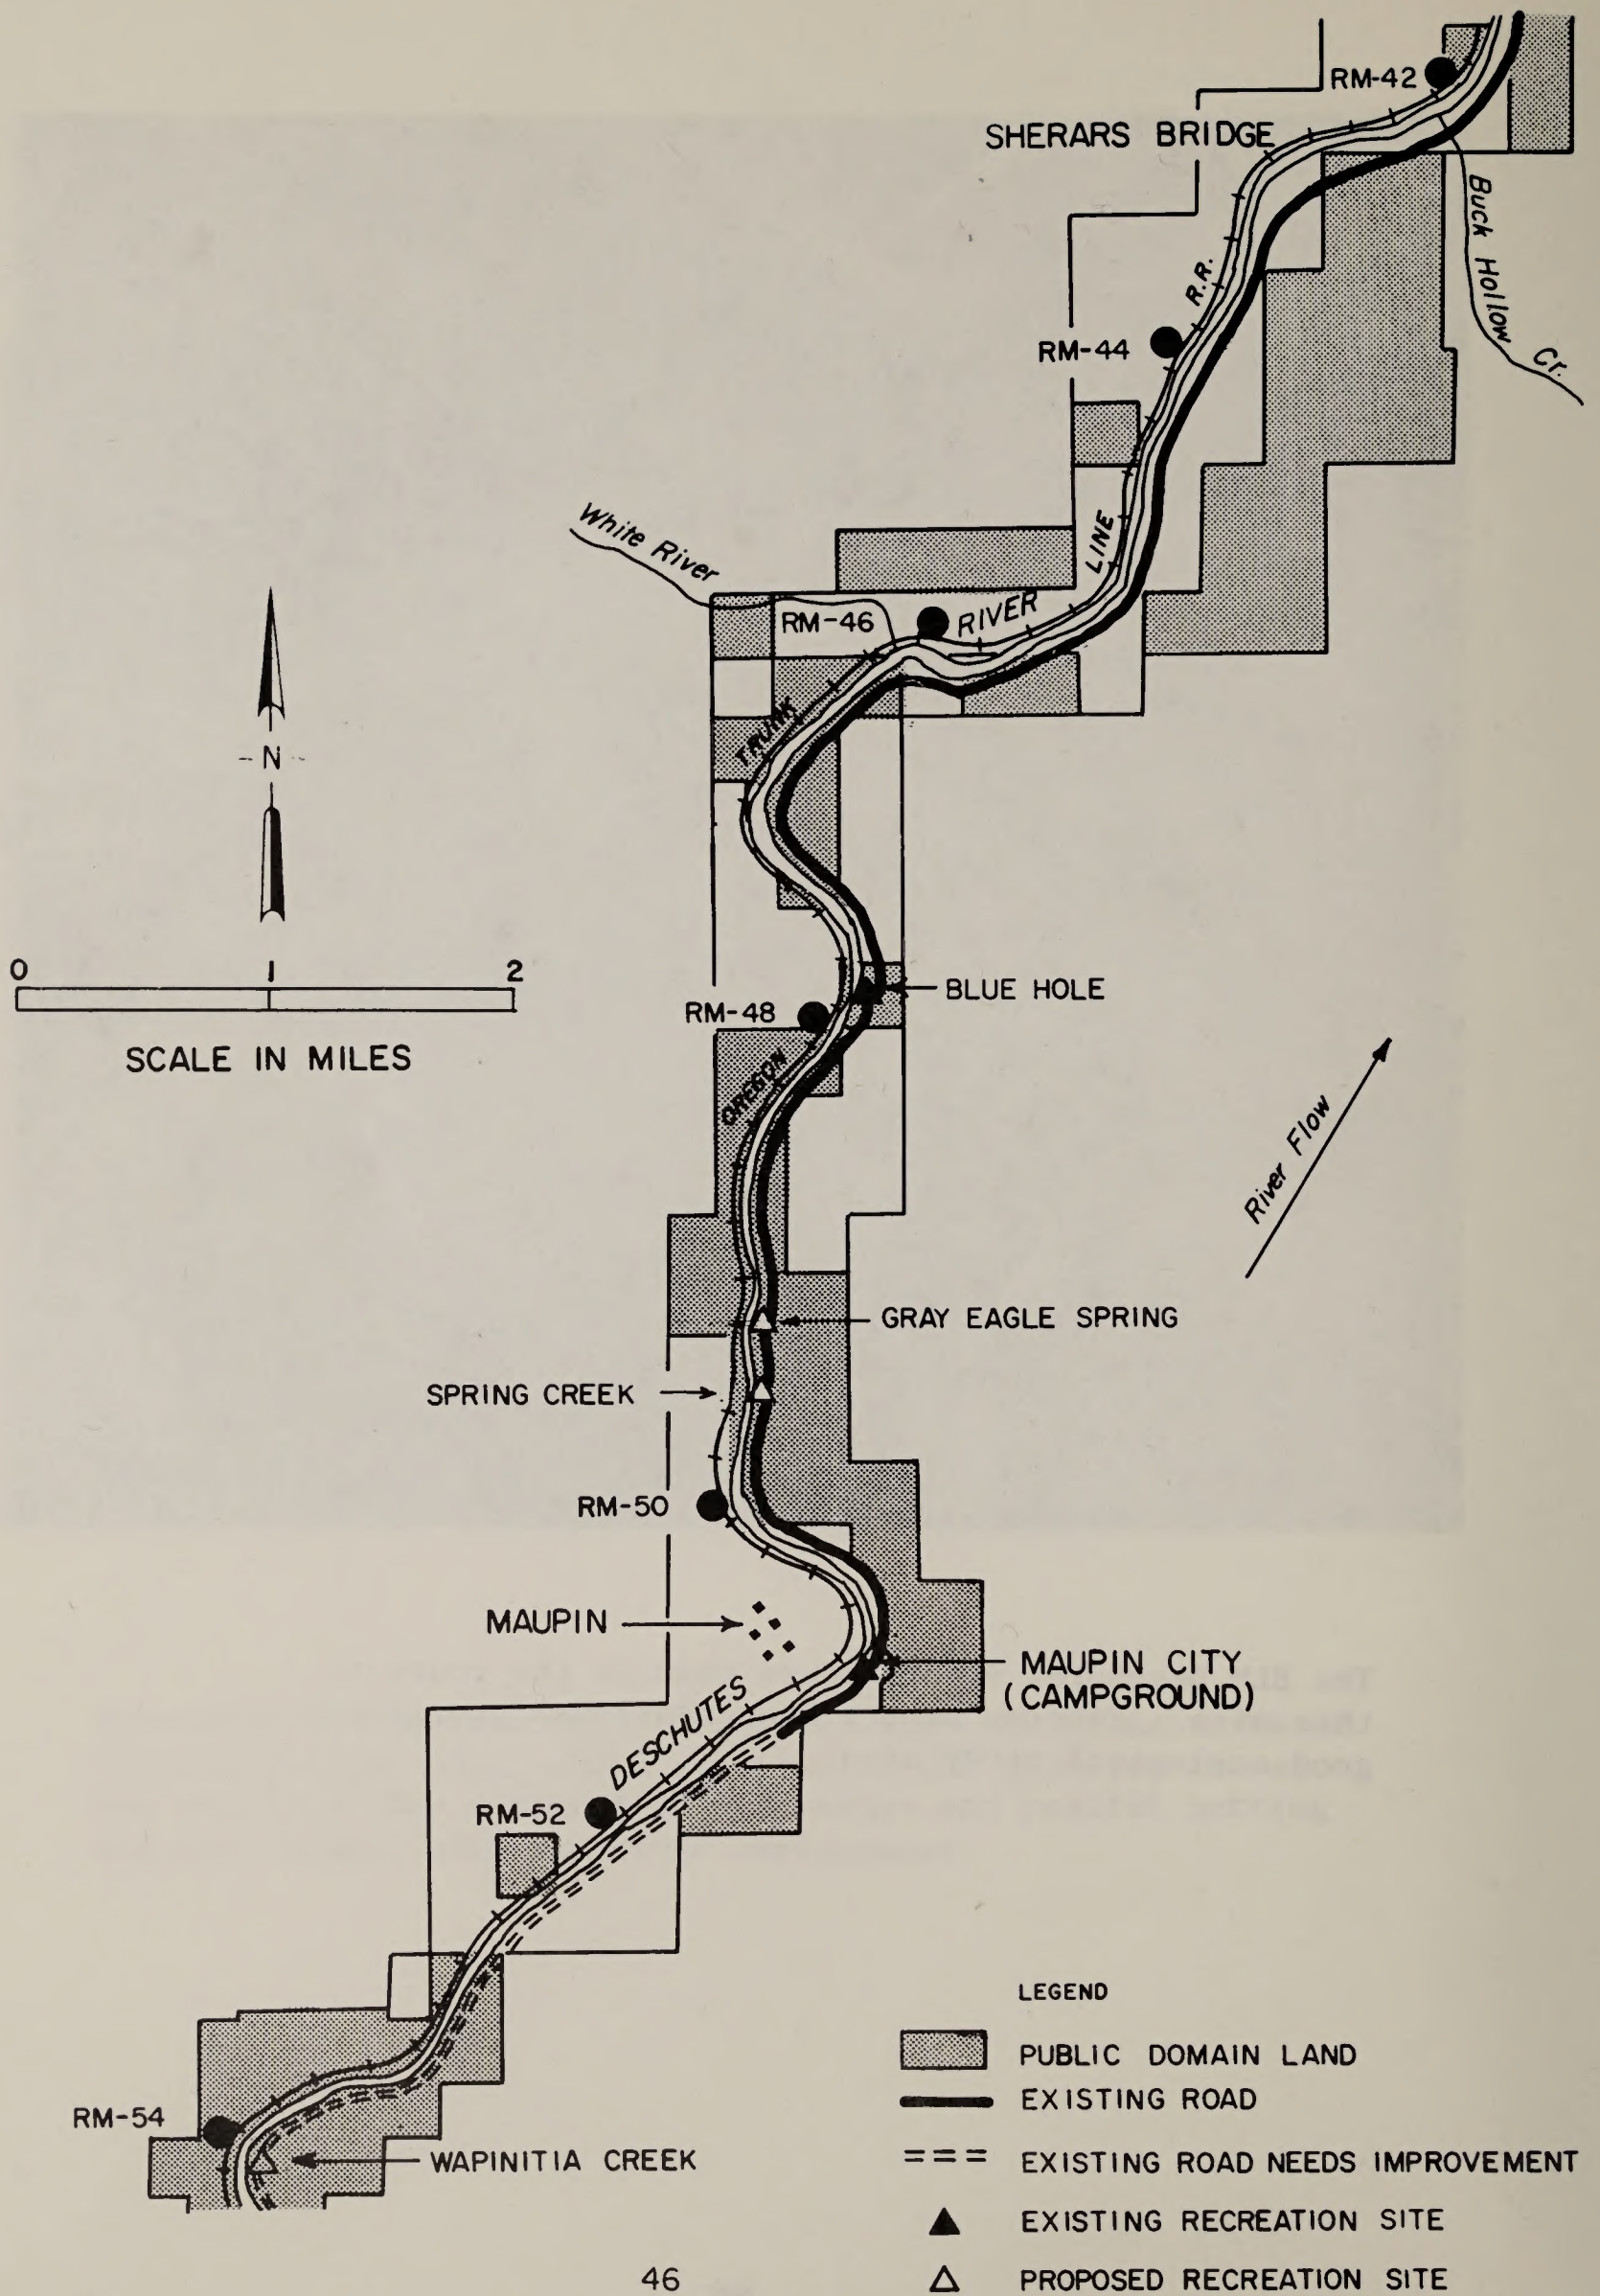 RM-42
SHERARS BRIDGE
Buck Hollow Cr.
R.R.
RM-44
LINE
White River
RM-46
RIVER
TRUNK
- N -
0 1 2
SCALE IN MILES
BLUE HOLE
RM-48
OREGON
River Flow
GRAY EAGLE SPRING
SPRING CREEK
RM-50
MAUPIN
MAUPIN CITY
(CAMPGROUND)
DESCHUTES
RM-52
RM-54
WAPINITIA CREEK
LEGEND
PUBLIC DOMAIN LAND
EXISTING ROAD
EXISTING ROAD NEEDS IMPROVEMENT
EXISTING RECREATION SITE
PROPOSED RECREATION SITE
46